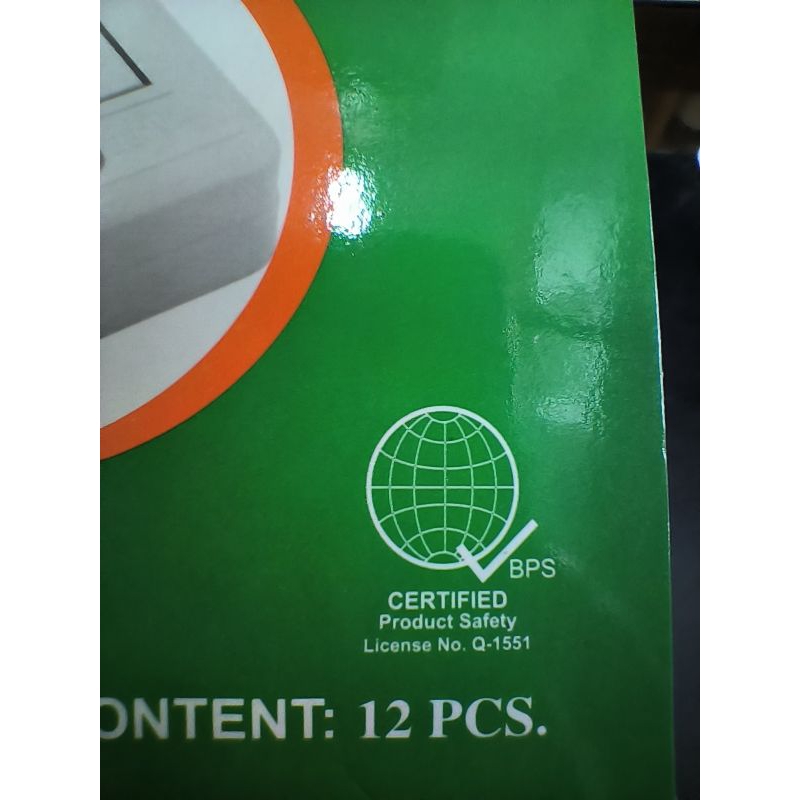 BPS
CERTIFIED
Product Safety
License No. Q-1551
ONTENT: 12 PCS.